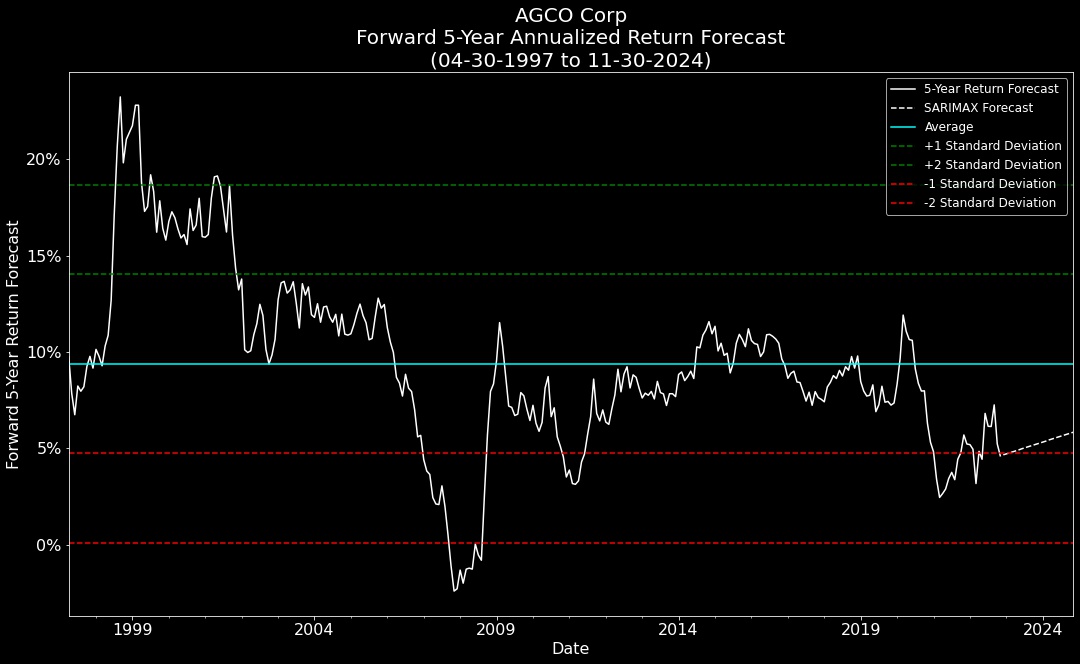 AGCO Corp
Forward 5-Year Annualized Return Forecast
(04-30-1997 to 11-30-2024)
5-Year Return Forecast
SARIMAX Forecast
Average
+1 Standard Deviation
+2 Standard Deviation
-1 Standard Deviation
-2 Standard Deviation
Forward 5-Year Return Forecast
20%
15%
10%
5%
0%
1999 2004 2009 2014 2019 2024
Date